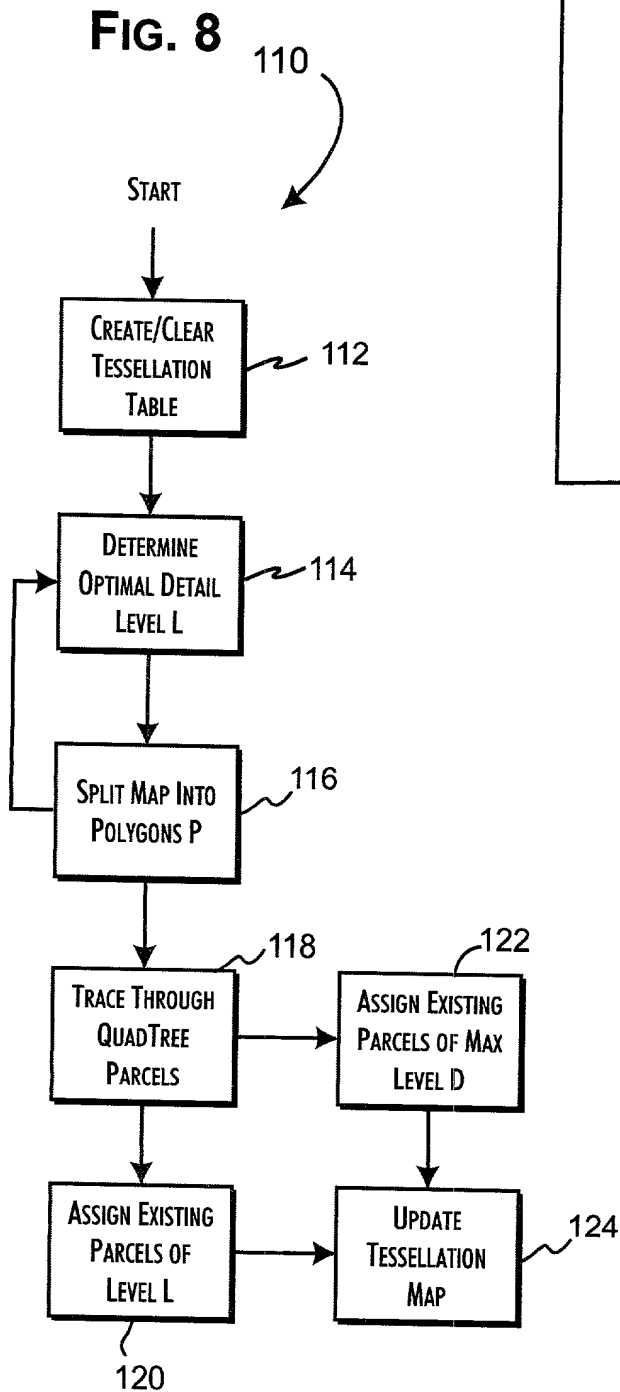 FIG. 8
110
START
CREATE/CLEAR
TESSELLATION
TABLE
112
DETERMINE
OPTIMAL DETAIL
LEVEL L
114
SPLIT MAP INTO
POLYGONS P
116
TRACE THROUGH
QUADTREE
PARCELS
118
ASSIGN EXISTING
PARCELS OF MAX
LEVEL D
122
ASSIGN EXISTING
PARCELS OF
LEVEL L
120
UPDATE
TESSELLATION
MAP
124